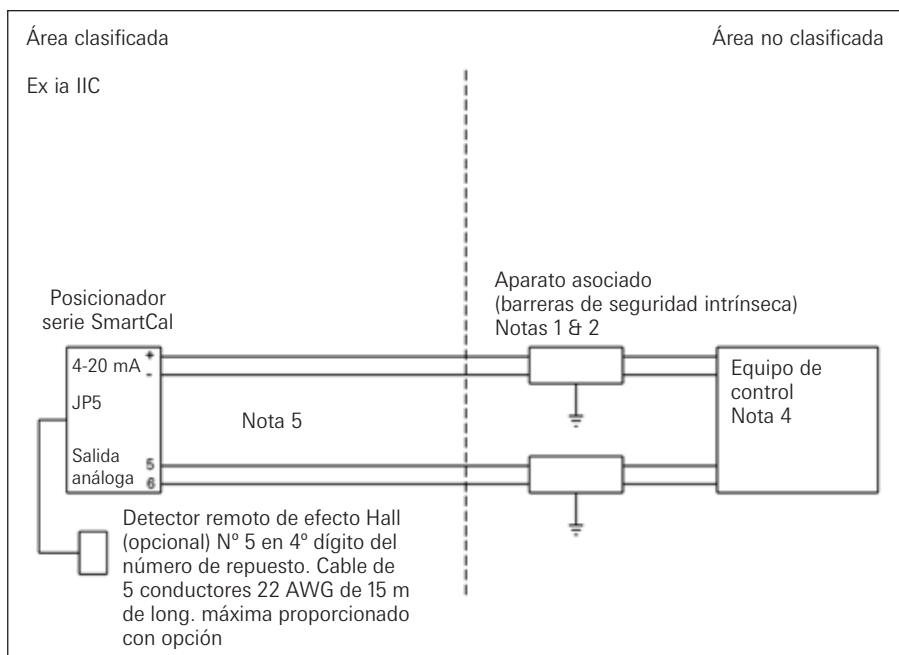 Área clasificada
Área no clasificada
Ex ia IIC
Aparato asociado
(barreras de seguridad intrínseca)
Notas 1 & 2
Posicionador
serie SmartCal
4-20 mA
+
-
JP5
Nota 5
Equipo de
control
Nota 4
Salida
análoga
5
6
Detector remoto de efecto Hall
(opcional) Nº 5 en 4º dígito del
número de repuesto. Cable de
5 conductores 22 AWG de 15 m
de long. máxima proporcionado
con opción